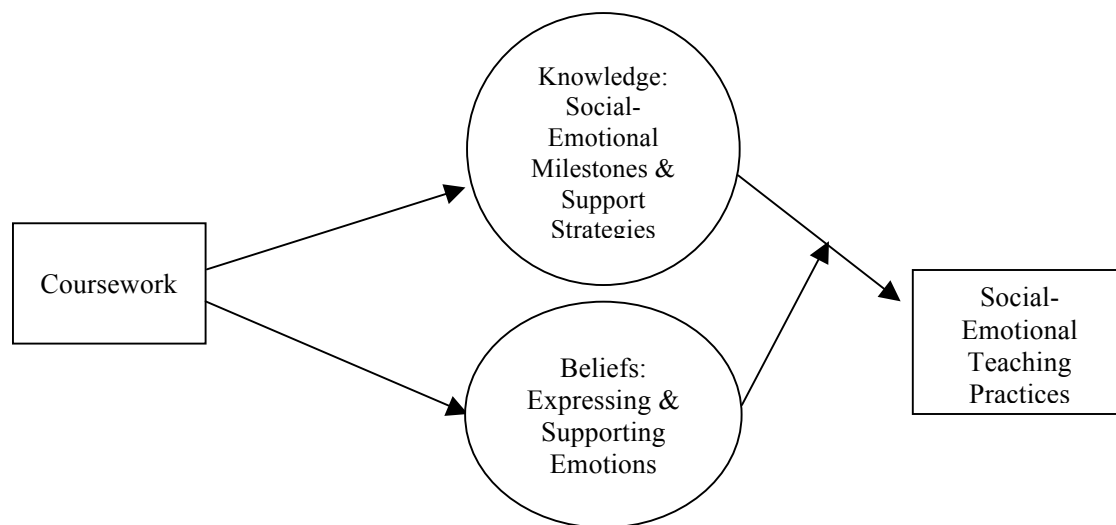 Knowledge:
Social-
Emotional
Milestones &
Support
Strategies
Coursework
Beliefs:
Expressing &
Supporting
Emotions
Social-
Emotional
Teaching
Practices